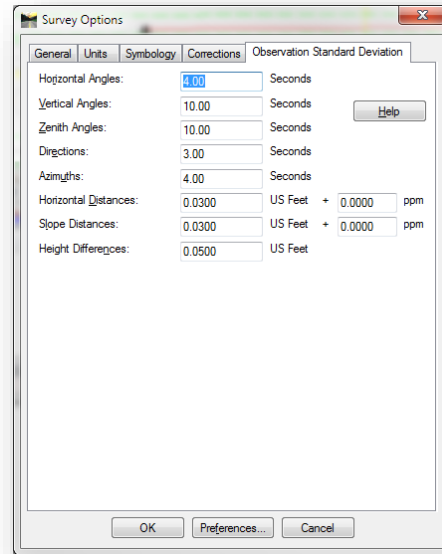 Survey Options
General Units Symbology Corrections Observation Standard Deviation
Horizontal Angles: 4.00 Seconds
Vertical Angles: 10.00 Seconds
Help
Zenith Angles: 10.00 Seconds
Directions: 3.00 Seconds
Azimuths: 4.00 Seconds
Horizontal Distances: 0.0300 US Feet + 0.0000 ppm
Slope Distances: 0.0300 US Feet + 0.0000 ppm
Height Differences: 0.0500 US Feet
OK Preferences... Cancel